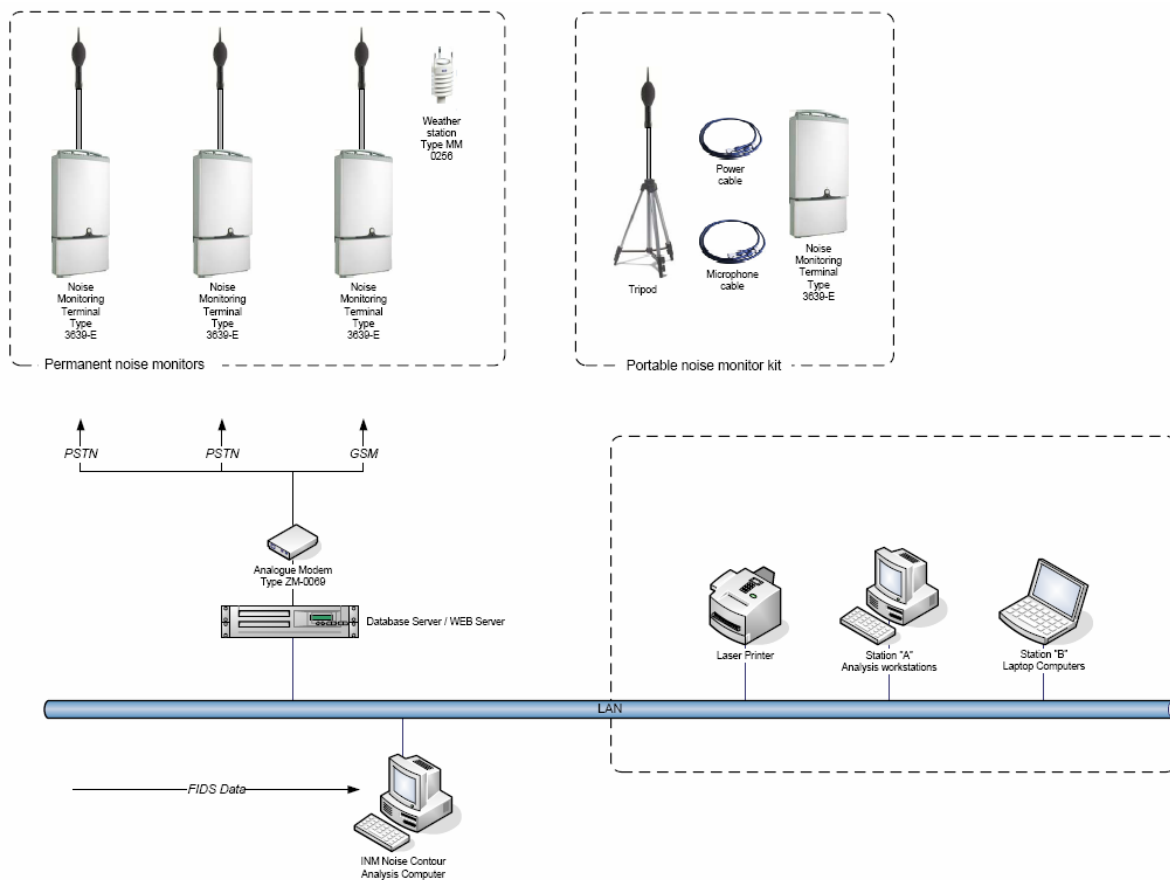 Weather
station
Type MM
0256
Noise
Monitoring
Terminal
Type
3639-E
Noise
Monitoring
Terminal
Type
3639-E
Noise
Monitoring
Terminal
Type
3639-E
Permanent noise monitors
Power
cable
Microphone
cable
Tripod
Noise
Monitoring
Terminal
Type
3639-E
Portable noise monitor kit
PSTN
PSTN
GSM
Analogue Modem
Type ZM-0069
Database Server / WEB Server
Laser Printer
Station "A"
Analysis workstations
Station "B"
Laptop Computers
LAN
FIDS Data
INM Noise Contour
Analysis Computer